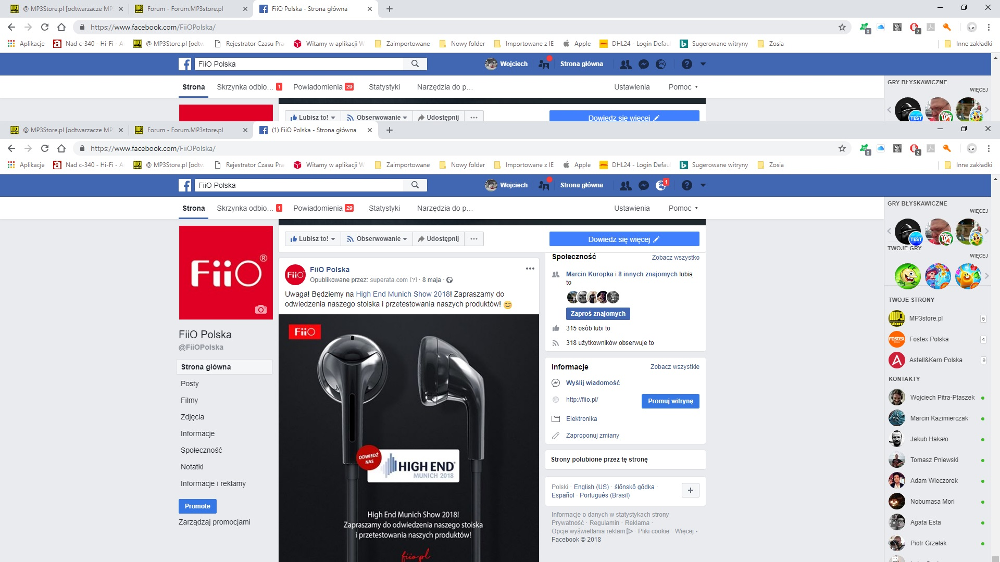 @ MP3Store.pl [odtwarzacze MP
Forum - Forum.MP3store.pl
FiiO Polska - Strona główna
https://www.facebook.com/FiiOPolska/
0
2
Aplikacje
Nad c-340 - Hi-Fi - A
@ MP3Store.pl [odtw
Rejestrator Czasu Pra
Witamy w aplikacji W
Zaimportowane
Nowy folder
Importowane z IE
Apple
DHL24 - Login Defau
Sugerowane witryny
Zosia
Inne zakładki
FiiO Polska
Wojciech
Strona główna
Strona
Skrzynka odbio... 1
Powiadomienia 29
Statystyki
Narzędzia do p...
Ustawienia
Pomoc
GRY BŁYSKAWICZNE
WIĘCEJ
TEST
Lubisz to!
Obserwowanie
Udostępnij
Dowiedz się więcej
@ MP3Store.pl [odtwarzacze MP
Forum - Forum.MP3store.pl
(1) FiiO Polska - Strona główna
https://www.facebook.com/FiiOPolska/
0
2
Aplikacje
Nad c-340 - Hi-Fi - A
@ MP3Store.pl [odtw
Rejestrator Czasu Pra
Witamy w aplikacji W
Zaimportowane
Nowy folder
Importowane z IE
Apple
DHL24 - Login Defau
Sugerowane witryny
Zosia
Inne zakładki
FiiO Polska
Wojciech
Strona główna
1
Strona
Skrzynka odbio... 1
Powiadomienia 29
Statystyki
Narzędzia do p...
Ustawienia
Pomoc
FiiO®
FiiO Polska
@FiiOPolska
Strona główna
Posty
Filmy
Zdjęcia
Informacje
Społeczność
Notatki
Informacje i reklamy
Promote
Zarządzaj promocjami
Lubisz to!
Obserwowanie
Udostępnij
Dowiedz się więcej
FiiO
FiiO Polska
Opublikowane przez: superata.com [?] · 8 maja ·
Uwaga! Będziemy na High End Munich Show 2018! Zapraszamy do
odwiedzenia naszego stoiska i przetestowania naszych produktów! 😊
FiiO
ODWIEDŹ
NAS
HIGH END®
MUNICH 2018
High End Munich Show 2018!
Zapraszamy do odwiedzenia naszego stoiska
i przetestowania naszych produktów!
fiio.pl
Społeczność
Zobacz wszystko
Marcin Kuropka i 8 innych znajomych lubią
to
Zaproś znajomych
315 osób lubi to
318 użytkowników obserwuje to
Informacje
Zobacz wszystkie
Wyślij wiadomość
http://fiio.pl/
Promuj witrynę
Elektronika
Zaproponuj zmiany
Strony polubione przez tę stronę
Polski · English (US) · ślōnskŏ gŏdka ·
Español · Português (Brasil)
+
Informacje o danych w statystykach strony
Prywatność · Regulamin · Reklama ·
Opcje wyświetlania reklam · Pliki cookie · Więcej
Facebook © 2018
GRY BŁYSKAWICZNE
WIĘCEJ
TEST
TWOJE GRY
WIĘCEJ
TWOJE STRONY
MP3 store
MP3store.pl 5
FOSTEX
Fostex Polska 4
Astell&Kern Polska 9
KONTAKTY
Wojciech Pitra-Ptaszek
Marcin Kazimierczak
Jakub Hakało
Tomasz Pniewski
Adam Wieczorek
Nobumasa Mori
Agata Esta
Piotr Grzelak